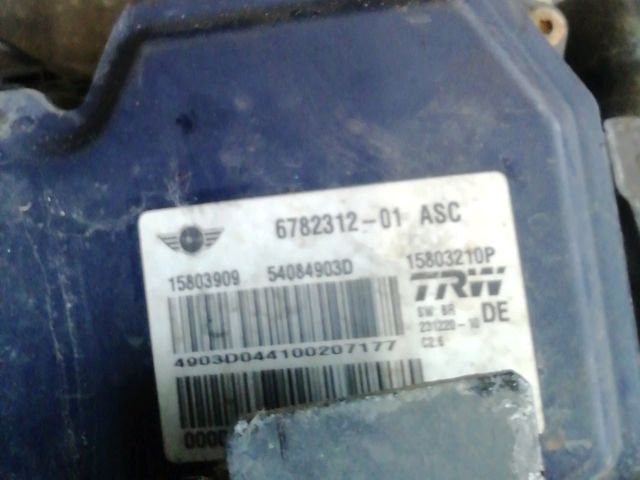 6782312-01 ASC
15803909 54084903D 15803210P
TRW
SW BR DE
231220-10
C2.6
4903D044100207177